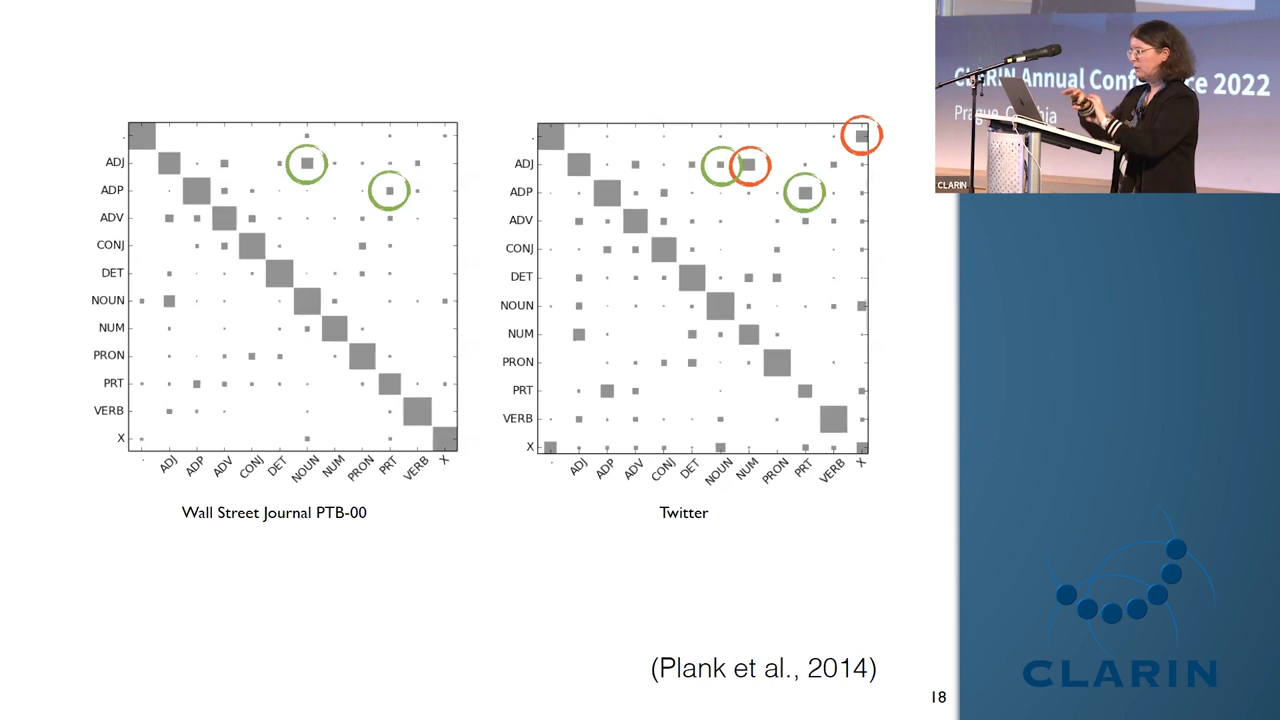 CLARIN Annual Conference 2022
Prague, Czechia
CLARIN
.
ADJ
ADP
ADV
CONJ
DET
NOUN
NUM
PRON
PRT
VERB
X
. ADJ ADP ADV CONJ DET NOUN NUM PRON PRT VERB X
Wall Street Journal PTB-00
ADJ
ADP
ADV
CONJ
DET
NOUN
NUM
PRON
PRT
VERB
X
. ADJ ADP ADV CONJ DET NOUN NUM PRON PRT VERB X
Twitter
(Plank et al., 2014)
18
CLARIN